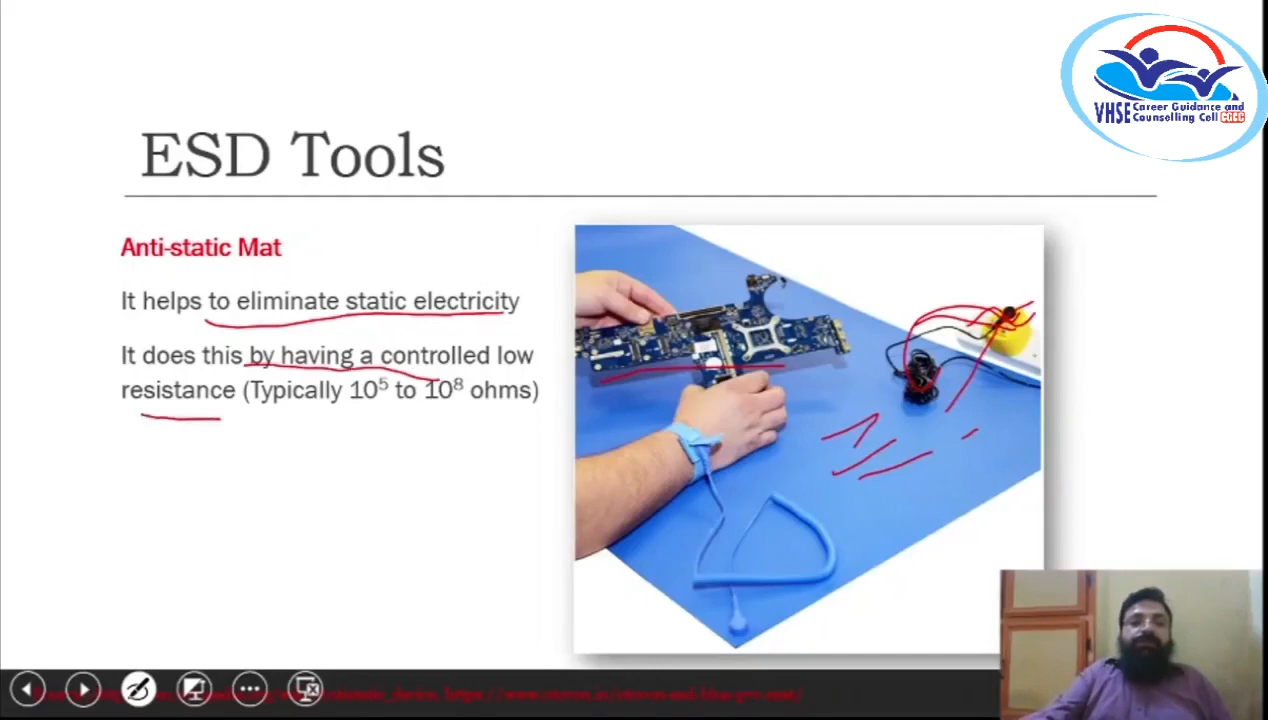 VHSE Career Guidance and
Counselling Cell CGCC
ESD Tools
Anti-static Mat
It helps to eliminate static electricity
It does this by having a controlled low
resistance (Typically 10⁵ to 10⁸ ohms)